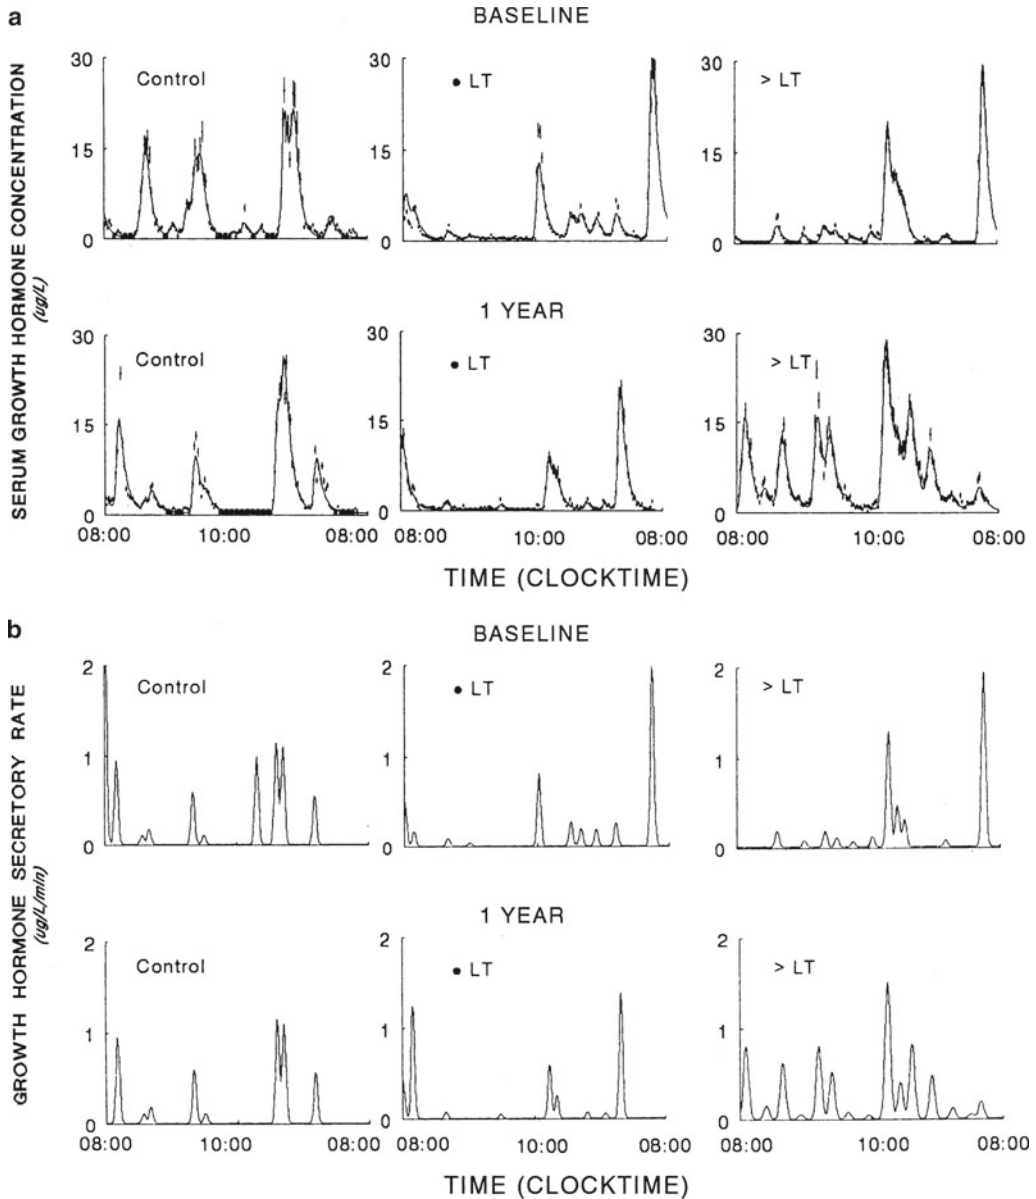 a
BASELINE
SERUM GROWTH HORMONE CONCENTRATION
(ug/L)
30
15
0
Control
30
15
0
● LT
30
15
0
> LT
1 YEAR
30
15
0
Control
08:00 10:00 08:00
30
15
0
● LT
08:00 10:00 08:00
30
15
0
> LT
08:00 10:00 08:00
TIME (CLOCKTIME)
b
BASELINE
GROWTH HORMONE SECRETORY RATE
(ug/L/min)
2
1
0
Control
2
1
0
● LT
2
1
0
> LT
1 YEAR
2
1
0
Control
08:00 10:00 08:00
2
1
0
● LT
08:00 10:00 08:00
2
1
0
> LT
08:00 10:00 08:00
TIME (CLOCKTIME)